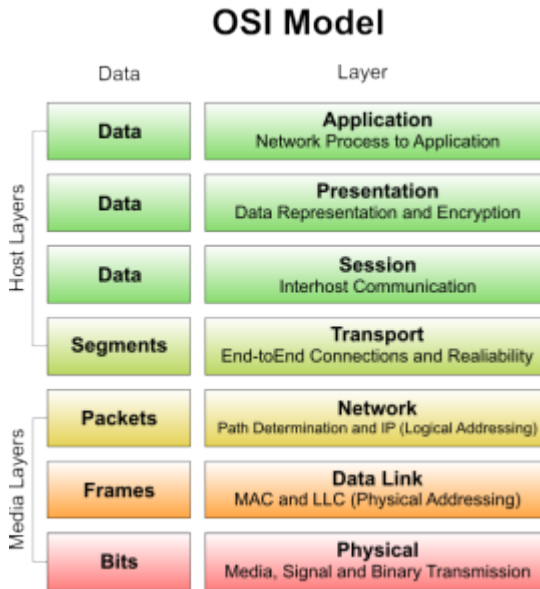 OSI Model
Data Layer
Host Layers
Data
Application
Network Process to Application
Data
Presentation
Data Representation and Encryption
Data
Session
Interhost Communication
Segments
Transport
End-toEnd Connections and Realiability
Media Layers
Packets
Network
Path Determination and IP (Logical Addressing)
Frames
Data Link
MAC and LLC (Physical Addressing)
Bits
Physical
Media, Signal and Binary Transmission